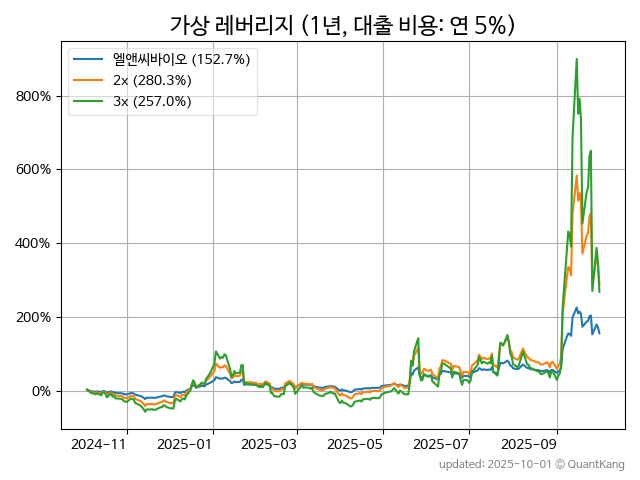 가상 레버리지 (1년, 대출 비용: 연 5%)
엘앤씨바이오 (152.7%)
2x (280.3%)
3x (257.0%)
800%
600%
400%
200%
0%
2024-11 2025-01 2025-03 2025-05 2025-07 2025-09
updated: 2025-10-01 © QuantKang